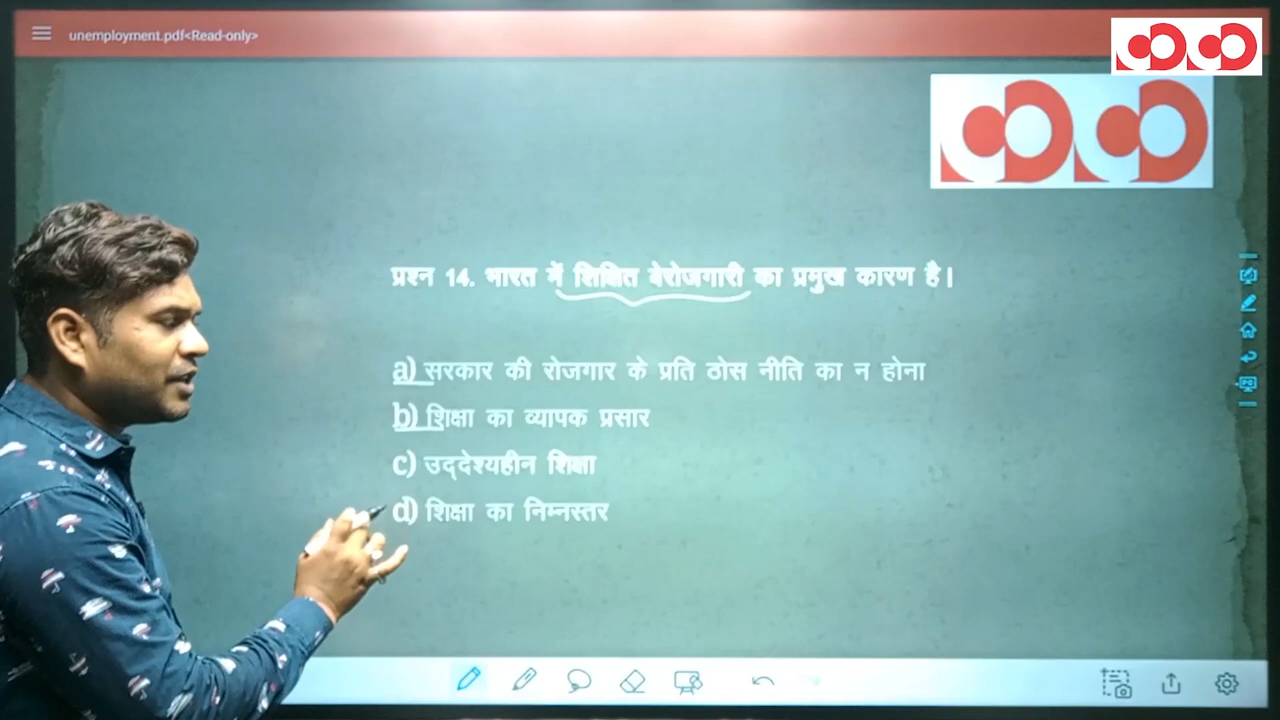 unemployment.pdf<Read-only>
प्रश्न 14. भारत में शिक्षित बेरोजगारी का प्रमुख कारण है।
a) सरकार की रोजगार के प्रति ठोस नीति का न होना
b) शिक्षा का व्यापक प्रसार
c) उद्देश्यहीन शिक्षा
d) शिक्षा का निम्नस्तर